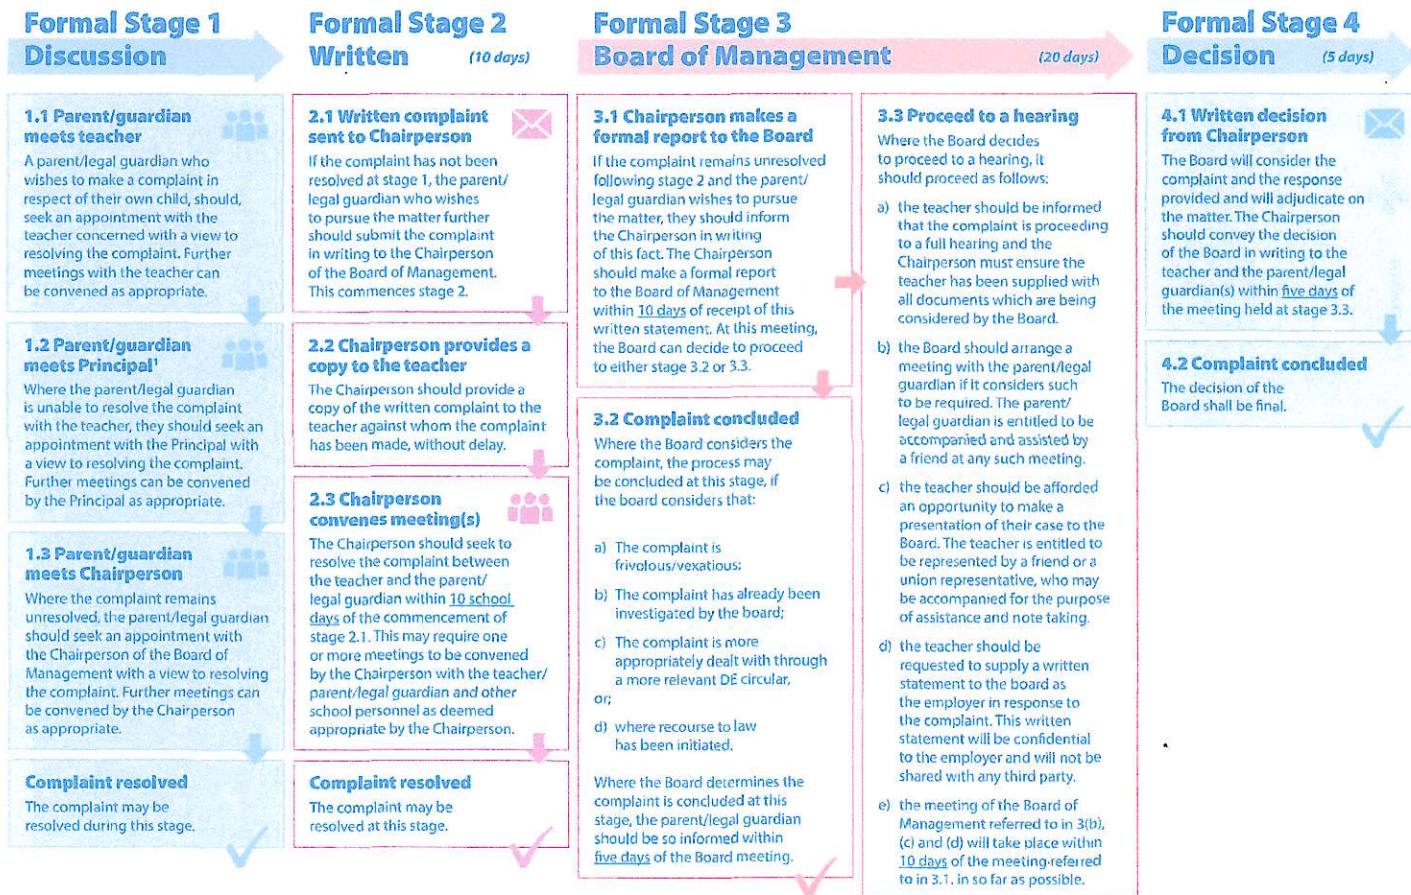 Formal Stage 1
Discussion
1.1 Parent/guardian
meets teacher
A parent/legal guardian who
wishes to make a complaint in
respect of their own child, should,
seek an appointment with the
teacher concerned with a view to
resolving the complaint. Further
meetings with the teacher can
be convened as appropriate.
1.2 Parent/guardian
meets Principal¹
Where the parent/legal guardian
is unable to resolve the complaint
with the teacher, they should seek an
appointment with the Principal with
a view to resolving the complaint.
Further meetings can be convened
by the Principal as appropriate.
1.3 Parent/guardian
meets Chairperson
Where the complaint remains
unresolved, the parent/legal guardian
should seek an appointment with
the Chairperson of the Board of
Management with a view to resolving
the complaint. Further meetings can
be convened by the Chairperson
as appropriate.
Complaint resolved
The complaint may be
resolved during this stage.
Formal Stage 2
Written (10 days)
2.1 Written complaint
sent to Chairperson
If the complaint has not been
resolved at stage 1, the parent/
legal guardian who wishes
to pursue the matter further
should submit the complaint
in writing to the Chairperson
of the Board of Management.
This commences stage 2.
2.2 Chairperson provides a
copy to the teacher
The Chairperson should provide a
copy of the written complaint to the
teacher against whom the complaint
has been made, without delay.
2.3 Chairperson
convenes meeting(s)
The Chairperson should seek to
resolve the complaint between
the teacher and the parent/
legal guardian within 10 school
days of the commencement of
stage 2.1. This may require one
or more meetings to be convened
by the Chairperson with the teacher/
parent/legal guardian and other
school personnel as deemed
appropriate by the Chairperson.
Complaint resolved
The complaint may be
resolved at this stage.
Formal Stage 3
Board of Management (20 days)
3.1 Chairperson makes a
formal report to the Board
If the complaint remains unresolved
following stage 2 and the parent/
legal guardian wishes to pursue
the matter, they should inform
the Chairperson in writing
of this fact. The Chairperson
should make a formal report
to the Board of Management
within 10 days of receipt of this
written statement. At this meeting,
the Board can decide to proceed
to either stage 3.2 or 3.3.
3.2 Complaint concluded
Where the Board considers the
complaint, the process may
be concluded at this stage, if
the board considers that:
a) The complaint is
frivolous/vexatious;
b) The complaint has already been
investigated by the board;
c) The complaint is more
appropriately dealt with through
a more relevant DE circular,
or;
d) where recourse to law
has been initiated.
Where the Board determines the
complaint is concluded at this
stage, the parent/legal guardian
should be so informed within
five days of the Board meeting.
3.3 Proceed to a hearing
Where the Board decides
to proceed to a hearing, it
should proceed as follows:
a) the teacher should be informed
that the complaint is proceeding
to a full hearing and the
Chairperson must ensure the
teacher has been supplied with
all documents which are being
considered by the Board.
b) the Board should arrange a
meeting with the parent/legal
guardian if it considers such
to be required. The parent/
legal guardian is entitled to be
accompanied and assisted by
a friend at any such meeting.
c) the teacher should be afforded
an opportunity to make a
presentation of their case to the
Board. The teacher is entitled to
be represented by a friend or a
union representative, who may
be accompanied for the purpose
of assistance and note taking.
d) the teacher should be
requested to supply a written
statement to the board as
the employer in response to
the complaint. This written
statement will be confidential
to the employer and will not be
shared with any third party.
e) the meeting of the Board of
Management referred to in 3(b),
(c) and (d) will take place within
10 days of the meeting referred
to in 3.1. in so far as possible.
Formal Stage 4
Decision (5 days)
4.1 Written decision
from Chairperson
The Board will consider the
complaint and the response
provided and will adjudicate on
the matter. The Chairperson
should convey the decision
of the Board in writing to the
teacher and the parent/legal
guardian(s) within five days of
the meeting held at stage 3.3.
4.2 Complaint concluded
The decision of the
Board shall be final.